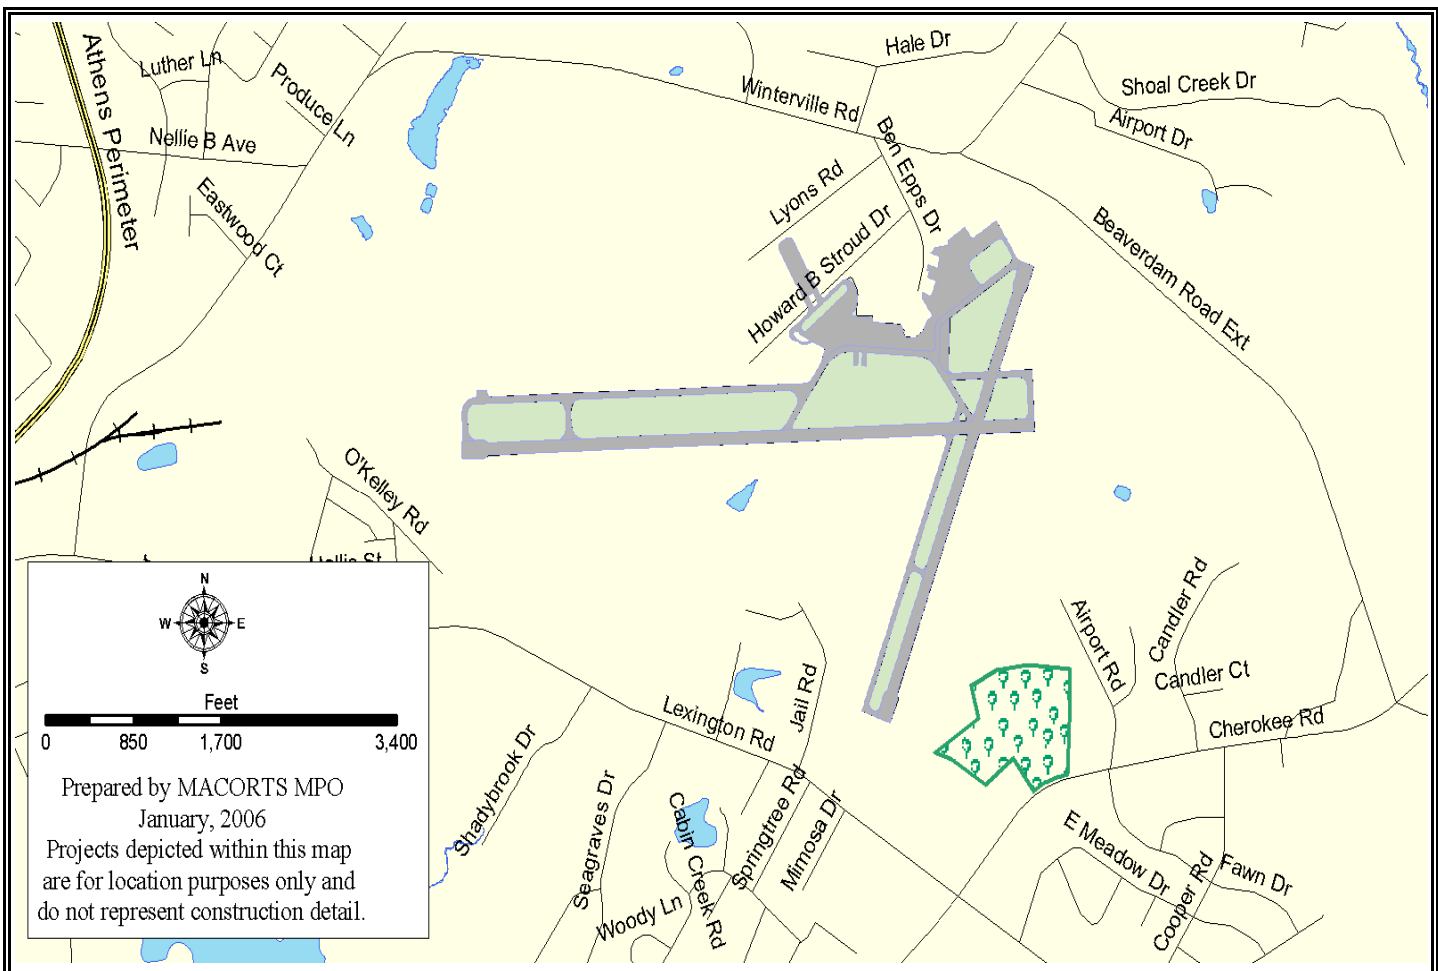 Athens Perimeter
Luther Ln
Produce Ln
Nellie B Ave
Eastwood Ct
Hale Dr
Winterville Rd
Shoal Creek Dr
Airport Dr
Ben Epps Dr
Lyons Rd
Howard B Stroud Dr
Beaverdam Road Ext
O'Kelley Rd
Hollis St
N
W
E
S
Feet
0 850 1,700 3,400
Prepared by MACORTS MPO
January, 2006
Projects depicted within this map
are for location purposes only and
do not represent construction detail.
Airport Rd
Candler Rd
Candler Ct
Cherokee Rd
Jail Rd
Lexington Rd
Shadybrook Dr
Seagraves Dr
Cabin Creek Rd
Springtree Rd
Mimosa Dr
Woody Ln
E Meadow Dr
Cooper Rd
Fawn Dr